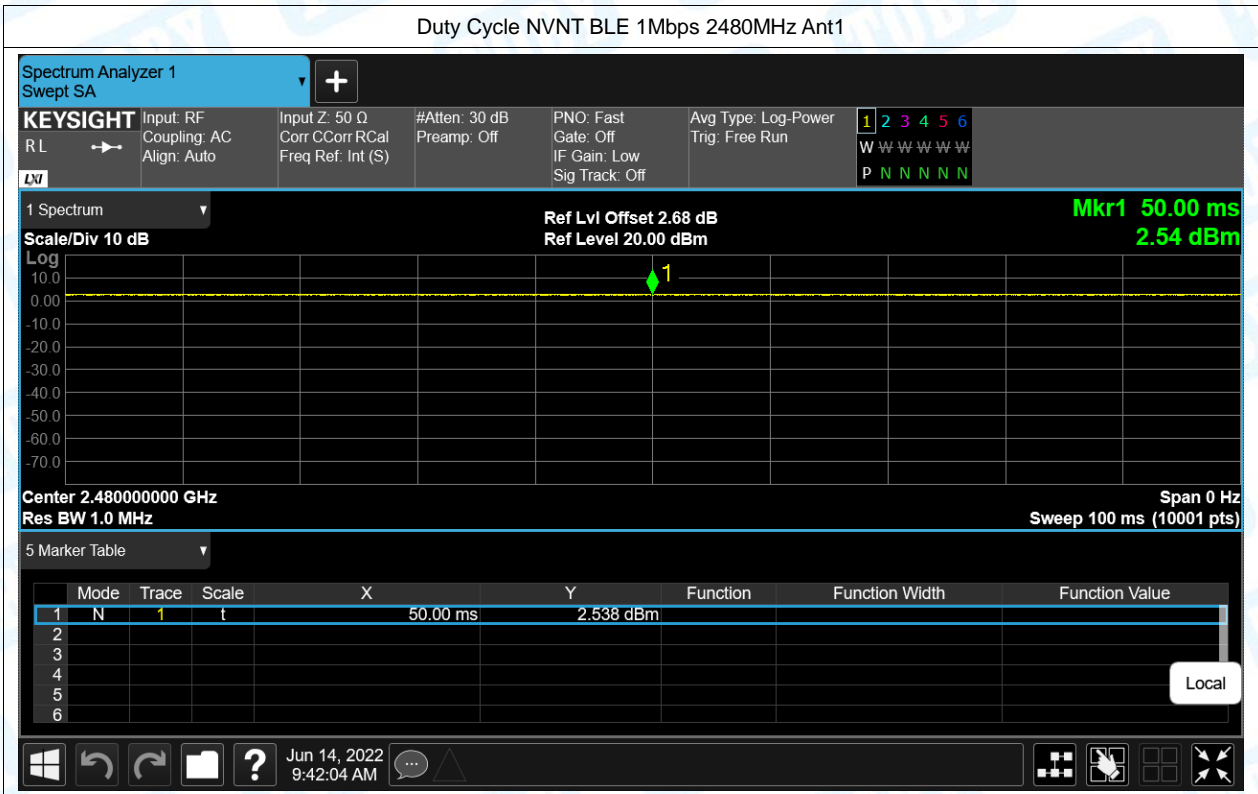 Duty Cycle NVNT BLE 1Mbps 2480MHz Ant1
Spectrum Analyzer 1
Swept SA
KEYSIGHT
RL
LXI
Input: RF
Coupling: AC
Align: Auto
Input Z: 50 Ω
Corr CCorr RCal
Freq Ref: Int (S)
#Atten: 30 dB
Preamp: Off
PNO: Fast
Gate: Off
IF Gain: Low
Sig Track: Off
Avg Type: Log-Power
Trig: Free Run
1 2 3 4 5 6
W W W W W W
P N N N N N
1 Spectrum
Scale/Div 10 dB
Ref Lvl Offset 2.68 dB
Ref Level 20.00 dBm
Mkr1 50.00 ms
2.54 dBm
Log
10.0
0.00
-10.0
-20.0
-30.0
-40.0
-50.0
-60.0
-70.0
1
Center 2.480000000 GHz
Res BW 1.0 MHz
Span 0 Hz
Sweep 100 ms (10001 pts)
5 Marker Table
Mode Trace Scale X Y Function Function Width Function Value
1 N 1 t 50.00 ms 2.538 dBm
2
3
4
5
6
Local
Jun 14, 2022
9:42:04 AM